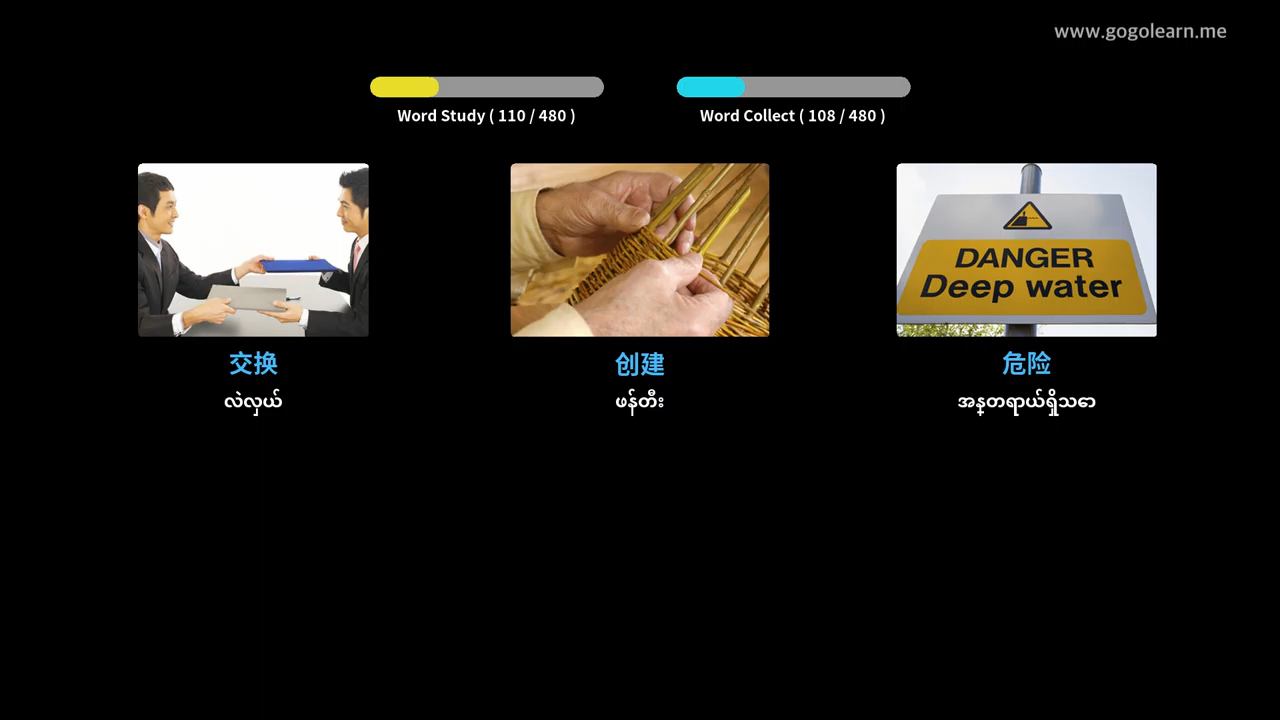 www.gogolearn.me
Word Study ( 110 / 480 )
Word Collect ( 108 / 480 )
DANGER
Deep water
交换
创建
危险
လဲလှယ်
ဖန်တီး
အန္တရာယ်ရှိသော